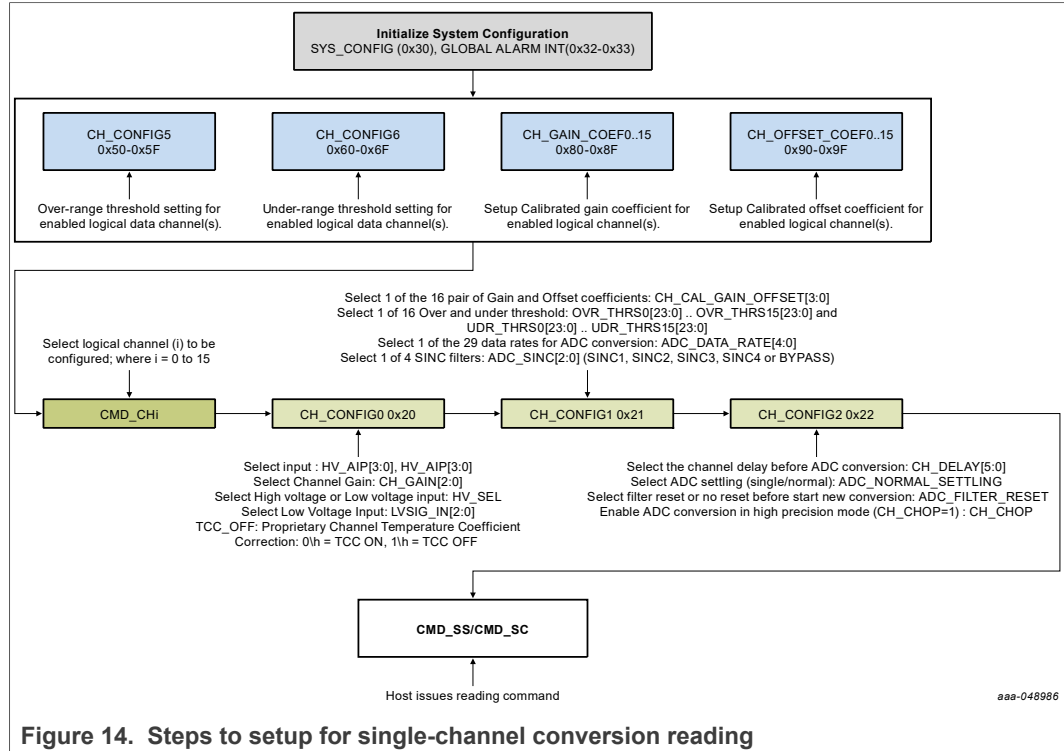 Initialize System Configuration
SYS_CONFIG (0x30), GLOBAL ALARM INT(0x32-0x33)
CH_CONFIG5
0x50-0x5F
CH_CONFIG6
0x60-0x6F
CH_GAIN_COEF0..15
0x80-0x8F
CH_OFFSET_COEF0..15
0x90-0x9F
Over-range threshold setting for
enabled logical data channel(s).
Under-range threshold setting for
enabled logical data channel(s).
Setup Calibrated gain coefficient for
enabled logical channel(s).
Setup Calibrated offset coefficient for
enabled logical channel(s).
Select 1 of the 16 pair of Gain and Offset coefficients: CH_CAL_GAIN_OFFSET[3:0]
Select 1 of 16 Over and under threshold: OVR_THRS0[23:0] .. OVR_THRS15[23:0] and
UDR_THRS0[23:0] .. UDR_THRS15[23:0]
Select 1 of the 29 data rates for ADC conversion: ADC_DATA_RATE[4:0]
Select 1 of 4 SINC filters: ADC_SINC[2:0] (SINC1, SINC2, SINC3, SINC4 or BYPASS)
Select logical channel (i) to be
configured; where i = 0 to 15
CMD_CHi
CH_CONFIG0 0x20
CH_CONFIG1 0x21
CH_CONFIG2 0x22
Select input : HV_AIP[3:0], HV_AIP[3:0]
Select Channel Gain: CH_GAIN[2:0]
Select High voltage or Low voltage input: HV_SEL
Select Low Voltage Input: LVSIG_IN[2:0]
TCC_OFF: Proprietary Channel Temperature Coefficient
Correction: 0\h = TCC ON, 1\h = TCC OFF
Select the channel delay before ADC conversion: CH_DELAY[5:0]
Select ADC settling (single/normal): ADC_NORMAL_SETTLING
Select filter reset or no reset before start new conversion: ADC_FILTER_RESET
Enable ADC conversion in high precision mode (CH_CHOP=1) : CH_CHOP
CMD_SS/CMD_SC
Host issues reading command
aaa-048986
Figure 14. Steps to setup for single-channel conversion reading